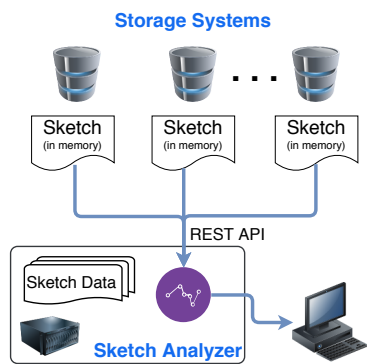 Storage Systems
. . .
Sketch
(in memory)
Sketch
(in memory)
Sketch
(in memory)
REST API
Sketch Data
Sketch Analyzer